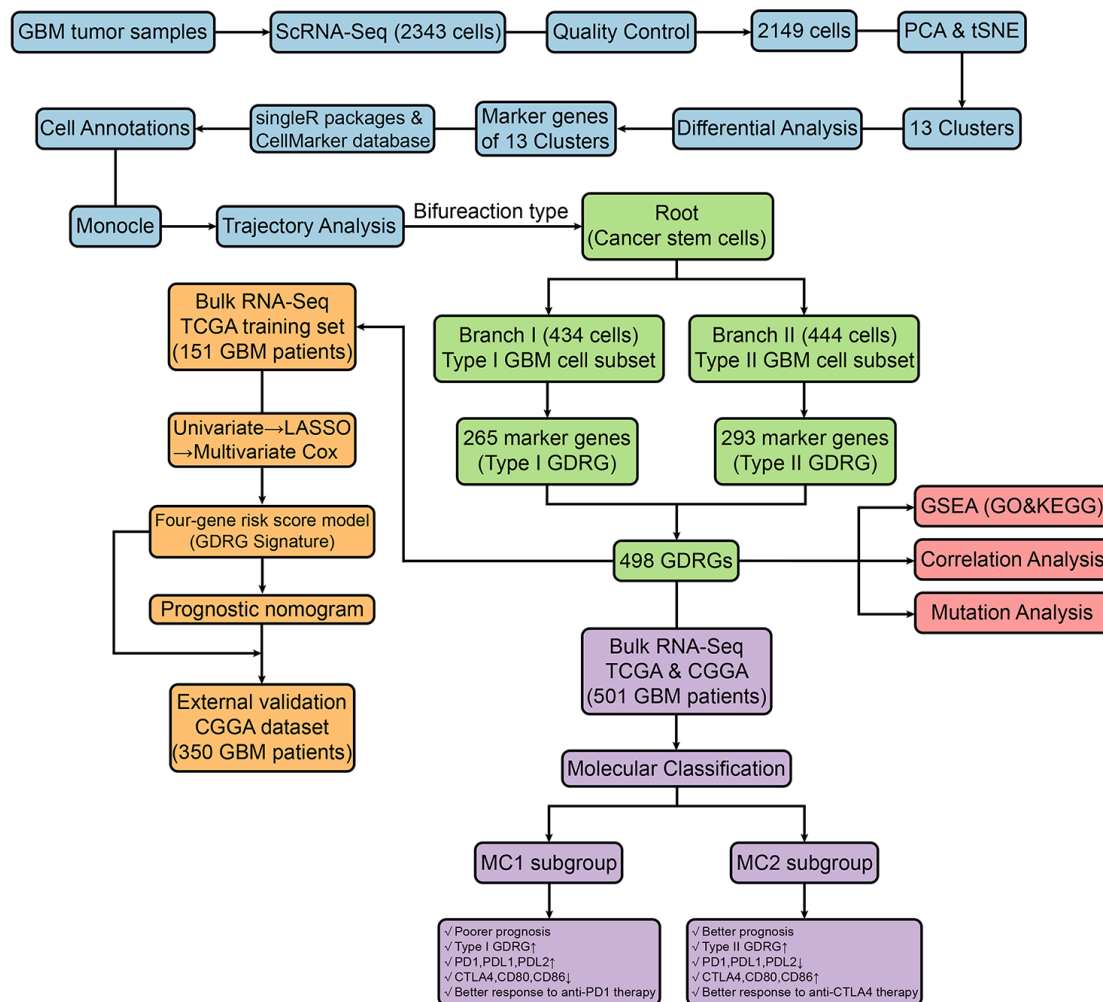 GBM tumor samples
ScRNA-Seq (2343 cells)
Quality Control
2149 cells
PCA & tSNE
13 Clusters
Differential Analysis
Marker genes
of 13 Clusters
singleR packages &
CellMarker database
Cell Annotations
Monocle
Trajectory Analysis
Bifureaction type
Root
(Cancer stem cells)
Branch I (434 cells)
Type I GBM cell subset
Branch II (444 cells)
Type II GBM cell subset
265 marker genes
(Type I GDRG)
293 marker genes
(Type II GDRG)
498 GDRGs
GSEA (GO&KEGG)
Correlation Analysis
Mutation Analysis
Bulk RNA-Seq
TCGA training set
(151 GBM patients)
Univariate→LASSO
→Multivariate Cox
Four-gene risk score model
(GDRG Signature)
Prognostic nomogram
External validation
CGGA dataset
(350 GBM patients)
Bulk RNA-Seq
TCGA & CGGA
(501 GBM patients)
Molecular Classification
MC1 subgroup
MC2 subgroup
√ Poorer prognosis
√ Type I GDRG↑
√ PD1,PDL1,PDL2↑
√ CTLA4,CD80,CD86↓
√ Better response to anti-PD1 therapy
√ Better prognosis
√ Type II GDRG↑
√ PD1,PDL1,PDL2↓
√ CTLA4,CD80,CD86↑
√ Better response to anti-CTLA4 therapy